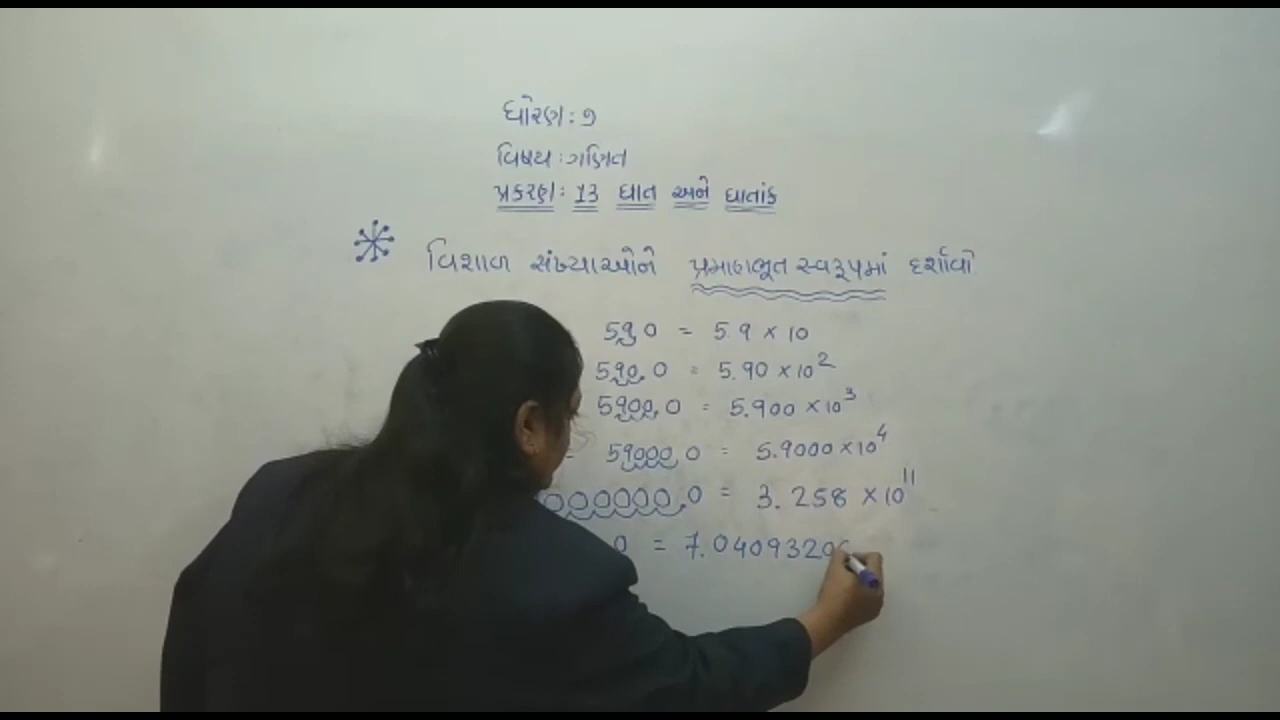 ધોરણ : ૭
વિષય : ગણિત
પ્રકરણ : 13 ઘાત અને ઘાતાંક
વિશાળ સંખ્યાઓને પ્રમાણભૂત સ્વરૂપમાં દર્શાવો
590 = 5.9 × 10
590.0 = 5.90 × 10²
5900.0 = 5.900 × 10³
= 59000.0 = 5.9000 × 10⁴
000000.0 = 3.258 × 10¹¹
0 = 7.0409320